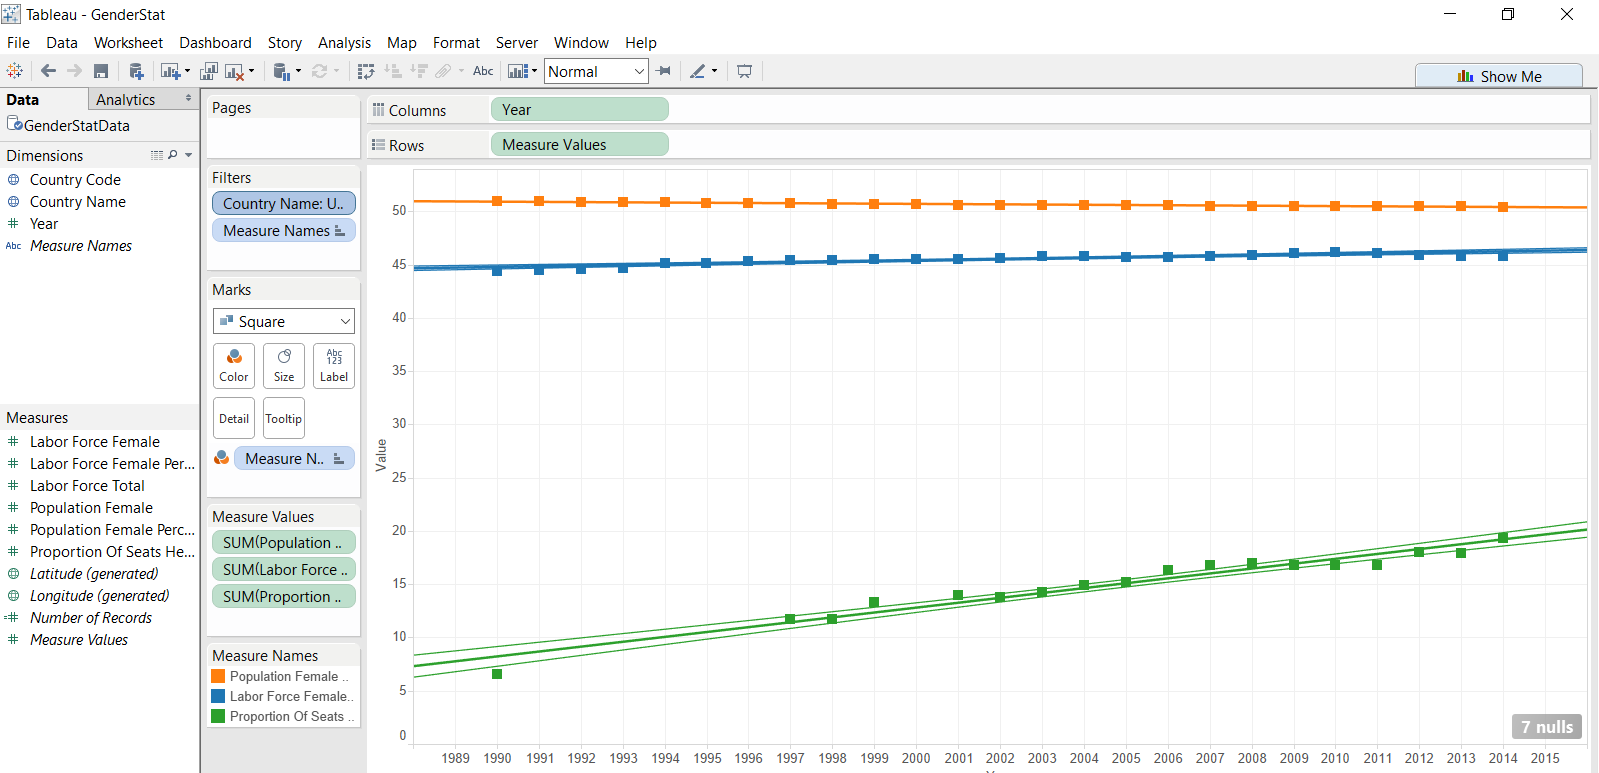 Tableau - GenderStat
File Data Worksheet Dashboard Story Analysis Map Format Server Window Help
Abc Normal Show Me
Data Analytics
GenderStatData
Dimensions
Country Code
Country Name
Year
Abc Measure Names
Measures
Labor Force Female
Labor Force Female Per...
Labor Force Total
Population Female
Population Female Perc...
Proportion Of Seats He...
Latitude (generated)
Longitude (generated)
Number of Records
Measure Values
Pages
Filters
Country Name: U..
Measure Names
Marks
Square
Color Size Abc 123 Label
Detail Tooltip
Measure N..
Measure Values
SUM(Population ..
SUM(Labor Force ..
SUM(Proportion ..
Measure Names
Population Female ..
Labor Force Female..
Proportion Of Seats ..
Columns Year
Rows Measure Values
50
45
40
35
30
25
20
15
10
5
0
Value
7 nulls
1989 1990 1991 1992 1993 1994 1995 1996 1997 1998 1999 2000 2001 2002 2003 2004 2005 2006 2007 2008 2009 2010 2011 2012 2013 2014 2015